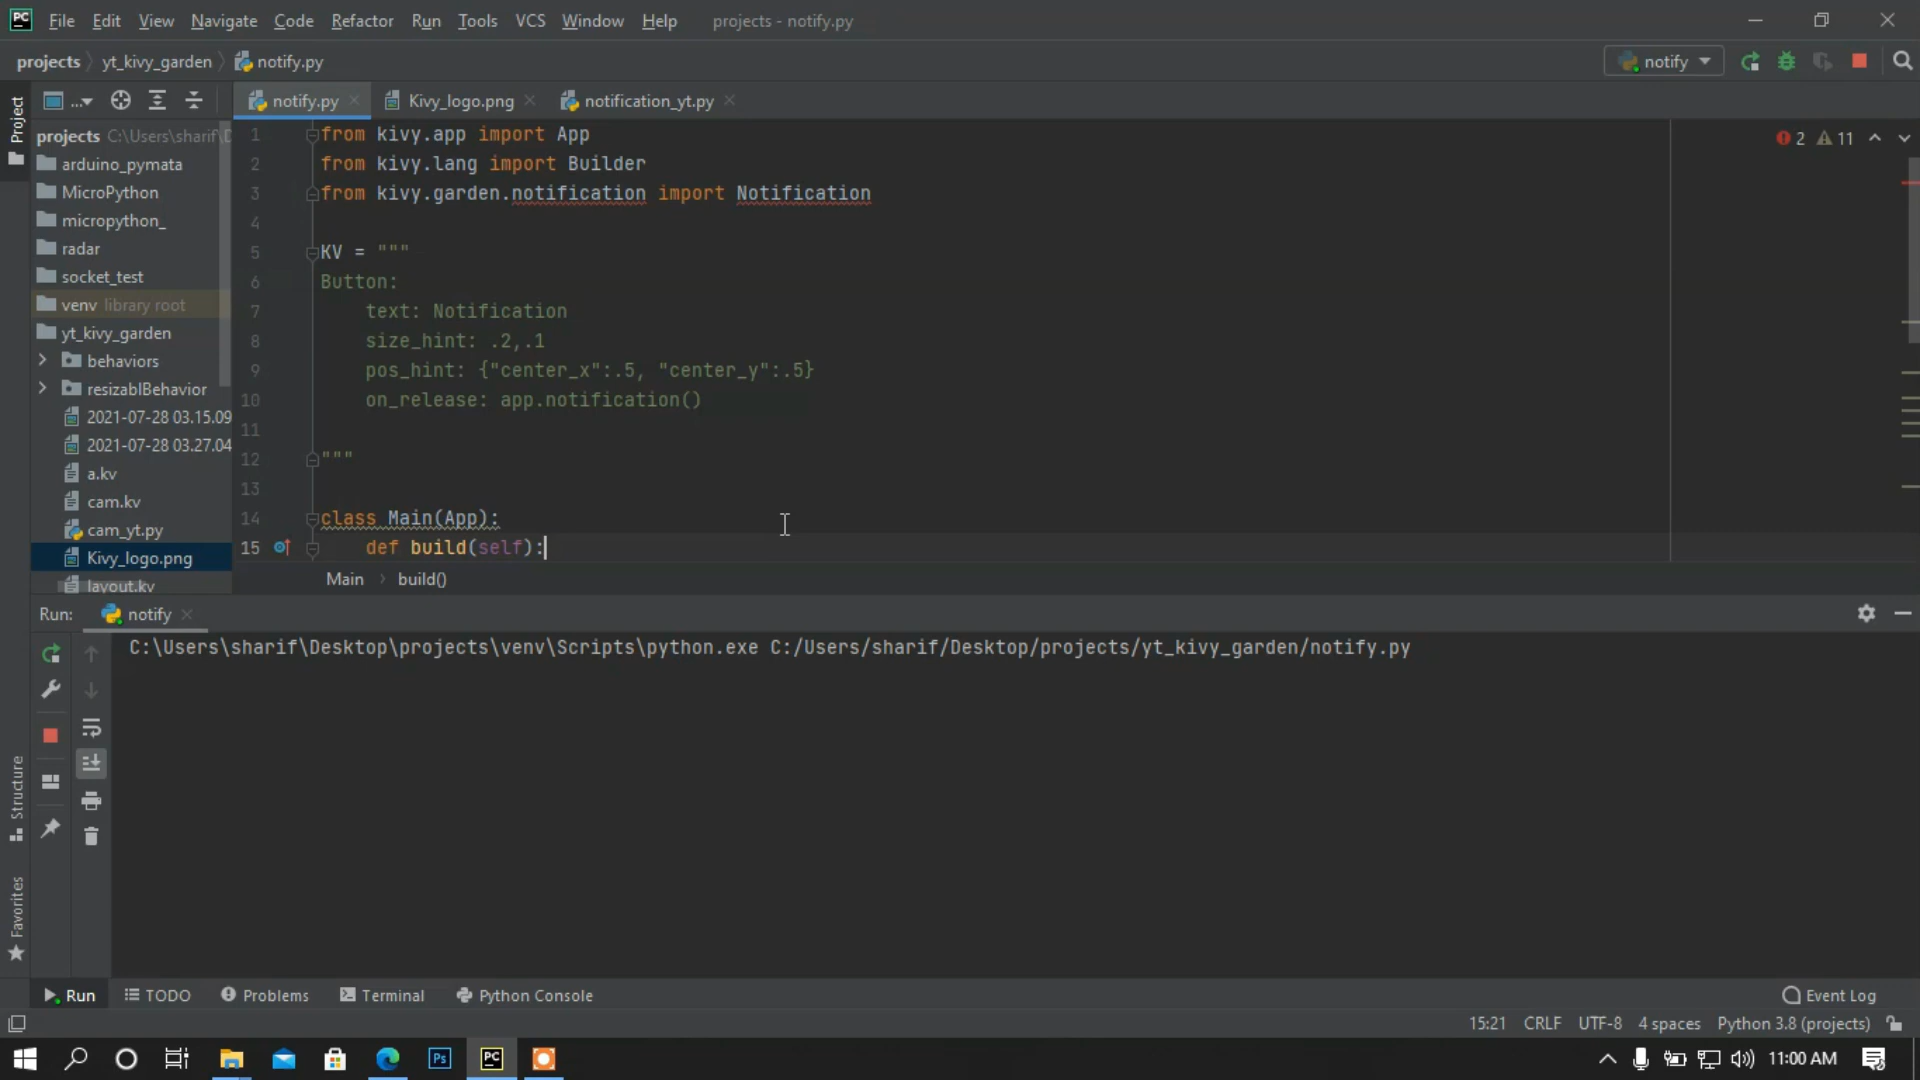 PC File Edit View Navigate Code Refactor Run Tools VCS Window Help projects - notify.py
projects yt_kivy_garden notify.py notify
Project
... notify.py Kivy_logo.png notification_yt.py
projects C:\Users\sharif\D
arduino_pymata
MicroPython
micropython_
radar
socket_test
venv library root
yt_kivy_garden
behaviors
resizablBehavior
2021-07-28 03.15.09
2021-07-28 03.27.04
a.kv
cam.kv
cam_yt.py
Kivy_logo.png
layout.kv
2 11
1 from kivy.app import App
2 from kivy.lang import Builder
3 from kivy.garden.notification import Notification
4
5 KV = """
6 Button:
7 text: Notification
8 size_hint: .2,.1
9 pos_hint: {"center_x":.5, "center_y":.5}
10 on_release: app.notification()
11
12 """
13
14 class Main(App):
15 def build(self):
Main build()
Run: notify
C:\Users\sharif\Desktop\projects\venv\Scripts\python.exe C:/Users/sharif/Desktop/projects/yt_kivy_garden/notify.py
Structure
Favorites
Run TODO Problems Terminal Python Console Event Log
15:21 CRLF UTF-8 4 spaces Python 3.8 (projects)
Ps PC 11:00 AM